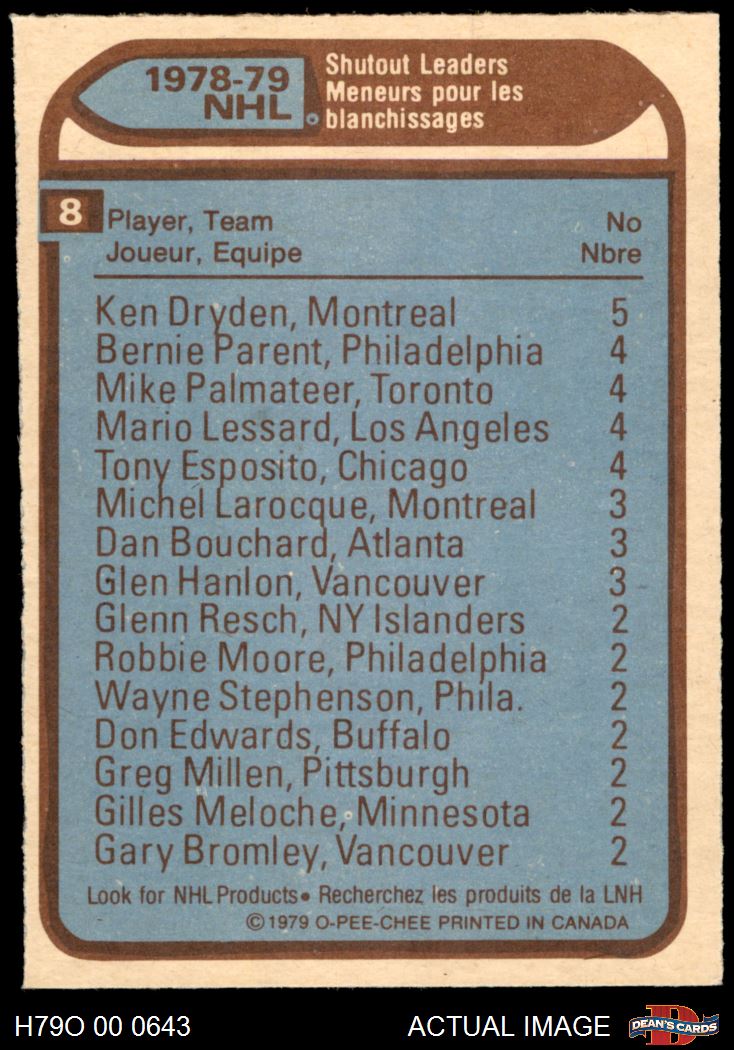 1978-79
NHL
Shutout Leaders
Meneurs pour les
blanchissages
8
Player, Team No
Joueur, Equipe Nbre
Ken Dryden, Montreal 5
Bernie Parent, Philadelphia 4
Mike Palmateer, Toronto 4
Mario Lessard, Los Angeles 4
Tony Esposito, Chicago 4
Michel Larocque, Montreal 3
Dan Bouchard, Atlanta 3
Glen Hanlon, Vancouver 3
Glenn Resch, NY Islanders 2
Robbie Moore, Philadelphia 2
Wayne Stephenson, Phila. 2
Don Edwards, Buffalo 2
Greg Millen, Pittsburgh 2
Gilles Meloche, Minnesota 2
Gary Bromley, Vancouver 2
Look for NHL Products• Recherchez les produits de la LNH
©1979 O-PEE-CHEE PRINTED IN CANADA
H79O 00 0643 ACTUAL IMAGE
D
DEAN'S CARDS